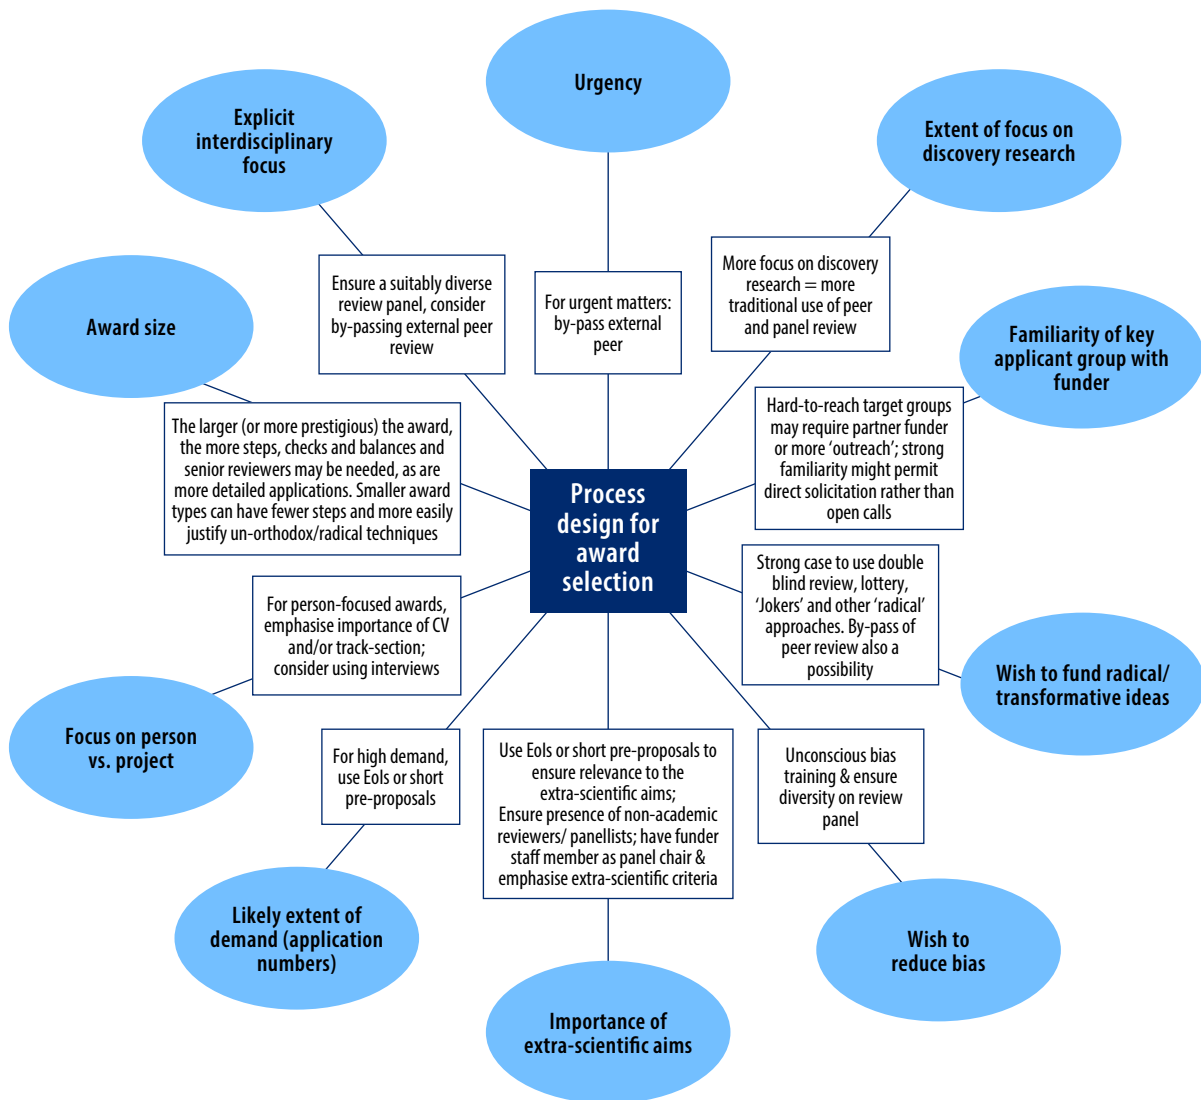 Urgency
Explicit
interdisciplinary
focus
Extent of focus on
discovery research
Ensure a suitably diverse
review panel, consider
by-passing external peer
review
For urgent matters:
by-pass external
peer
More focus on discovery
research = more
traditional use of peer
and panel review
Award size
Familiarity of key
applicant group with
funder
The larger (or more prestigious) the award,
the more steps, checks and balances and
senior reviewers may be needed, as are
more detailed applications. Smaller award
types can have fewer steps and more easily
justify un-orthodox/radical techniques
Hard-to-reach target groups
may require partner funder
or more ‘outreach’; strong
familiarity might permit
direct solicitation rather than
open calls
Process
design for
award
selection
For person-focused awards,
emphasise importance of CV
and/or track-section;
consider using interviews
Strong case to use double
blind review, lottery,
‘Jokers’ and other ‘radical’
approaches. By-pass of
peer review also a
possibility
Focus on person
vs. project
Wish to fund radical/
transformative ideas
For high demand,
use EoIs or short
pre-proposals
Use EoIs or short pre-proposals to
ensure relevance to the
extra-scientific aims;
Ensure presence of non-academic
reviewers/ panellists; have funder
staff member as panel chair &
emphasise extra-scientific criteria
Unconscious bias
training & ensure
diversity on review
panel
Likely extent of
demand (application
numbers)
Wish to
reduce bias
Importance of
extra-scientific aims